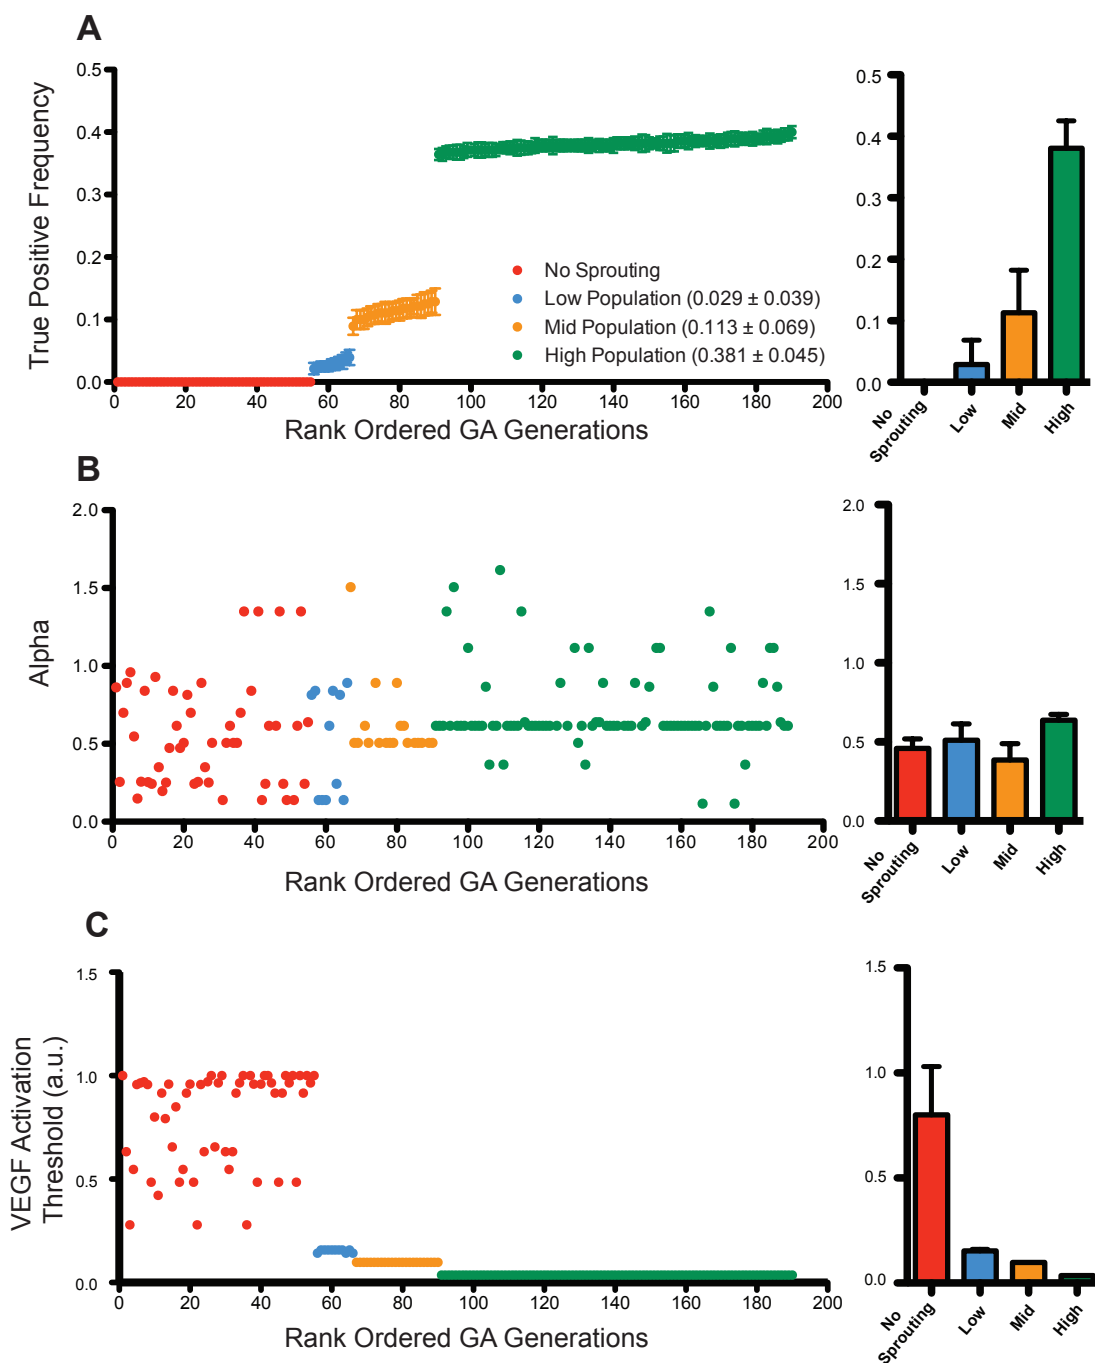 A
True Positive Frequency
0.5
0.4
0.3
0.2
0.1
0.0
0 20 40 60 80 100 120 140 160 180 200
Rank Ordered GA Generations
No Sprouting
Low Population (0.029 ± 0.039)
Mid Population (0.113 ± 0.069)
High Population (0.381 ± 0.045)
0.5
0.4
0.3
0.2
0.1
0.0
No Sprouting
Low
Mid
High
B
Alpha
2.0
1.5
1.0
0.5
0.0
0 20 40 60 80 100 120 140 160 180 200
Rank Ordered GA Generations
2.0
1.5
1.0
0.5
0.0
No Sprouting
Low
Mid
High
C
VEGF Activation
Threshold (a.u.)
1.5
1.0
0.5
0.0
0 20 40 60 80 100 120 140 160 180 200
Rank Ordered GA Generations
1.5
1.0
0.5
0.0
No Sprouting
Low
Mid
High